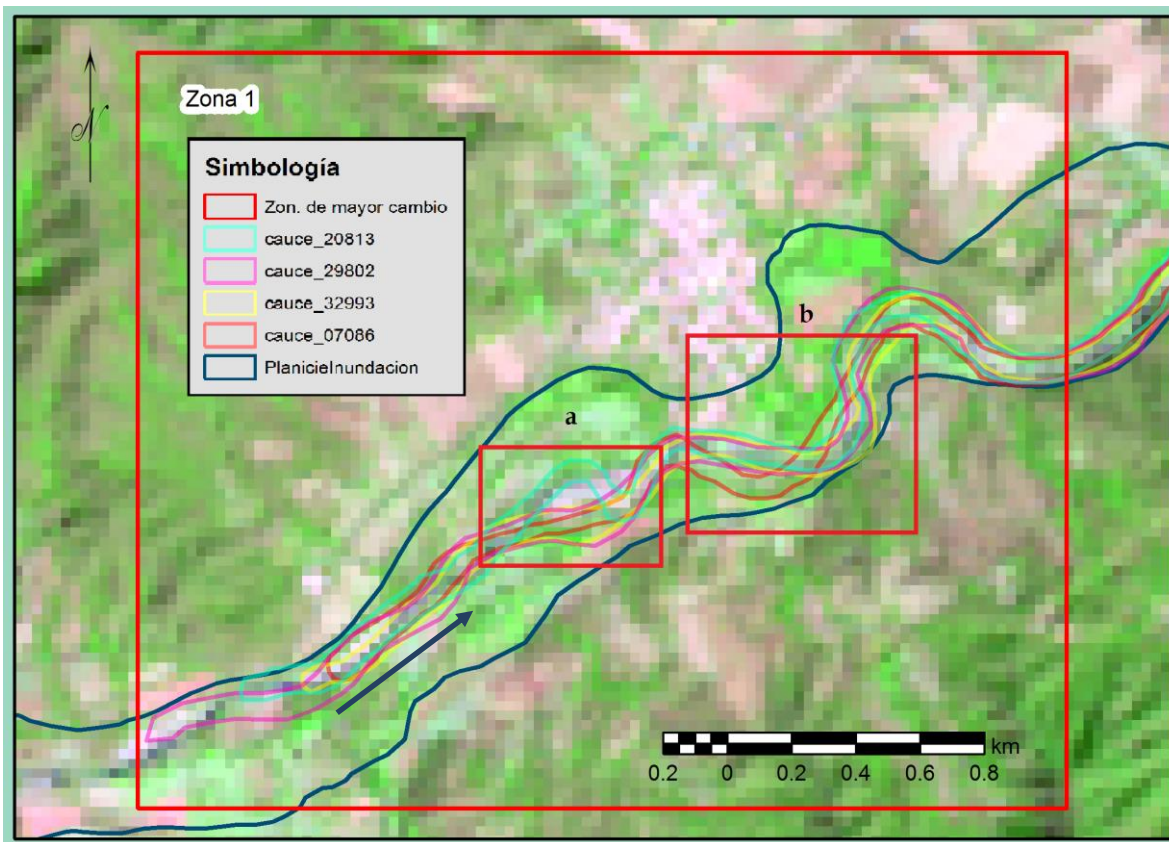 N
Zona 1
Simbología
Zon. de mayor cambio
cauce_20813
cauce_29802
cauce_32993
cauce_07086
PlanicieInundacion
a
b
km
0.2 0 0.2 0.4 0.6 0.8